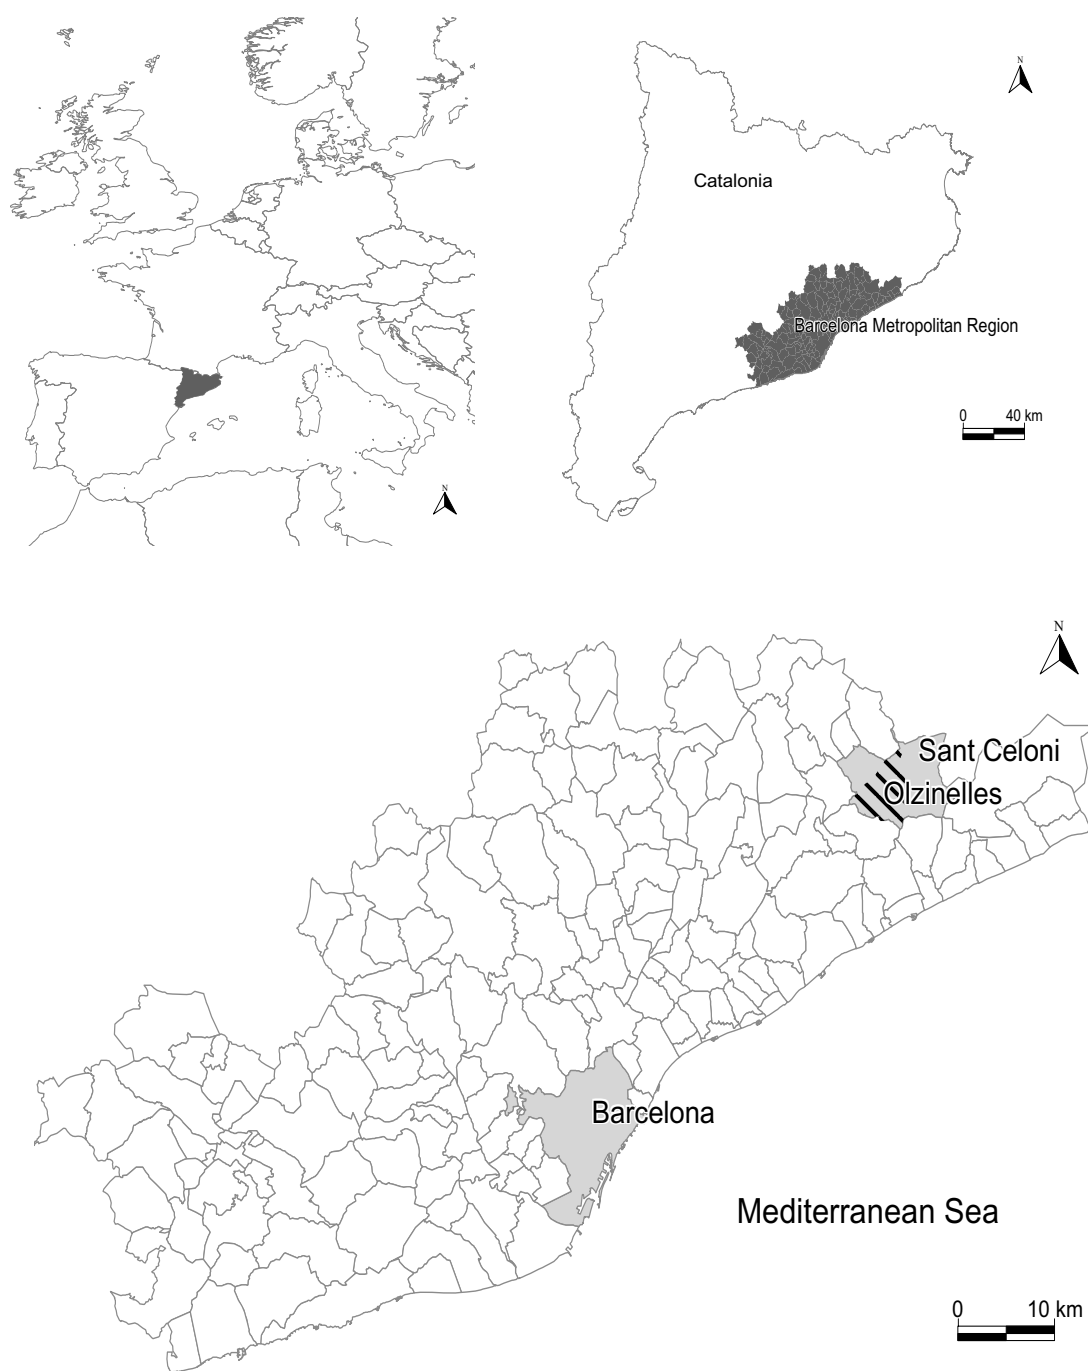 N
Catalonia
Barcelona Metropolitan Region
0 40 km
N
N
Sant Celoni
Olzinelles
Barcelona
Mediterranean Sea
0 10 km